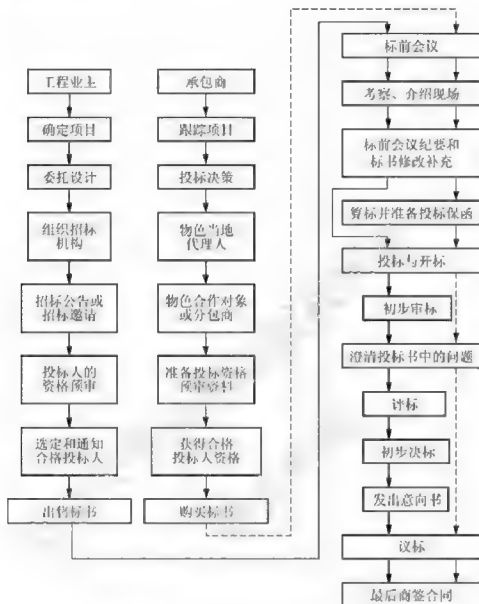 工程业主
确定项目
委托设计
组织招标
机构
招标公告或
招标邀请
投标人的
资格预审
选定和通知
合格投标人
出售标书
承包商
跟踪项目
投标决策
物色当地
代理人
物色合作对象
或分包商
准备投标资格
预审资料
获得合格
投标人资格
购买标书
标前会议
考察、介绍现场
标前会议纪要和
标书修改补充
算标并准备投标保函
投标与开标
初步审标
澄清投标书中的问题
评标
初步决标
发出意向书
议标
最后商签合同